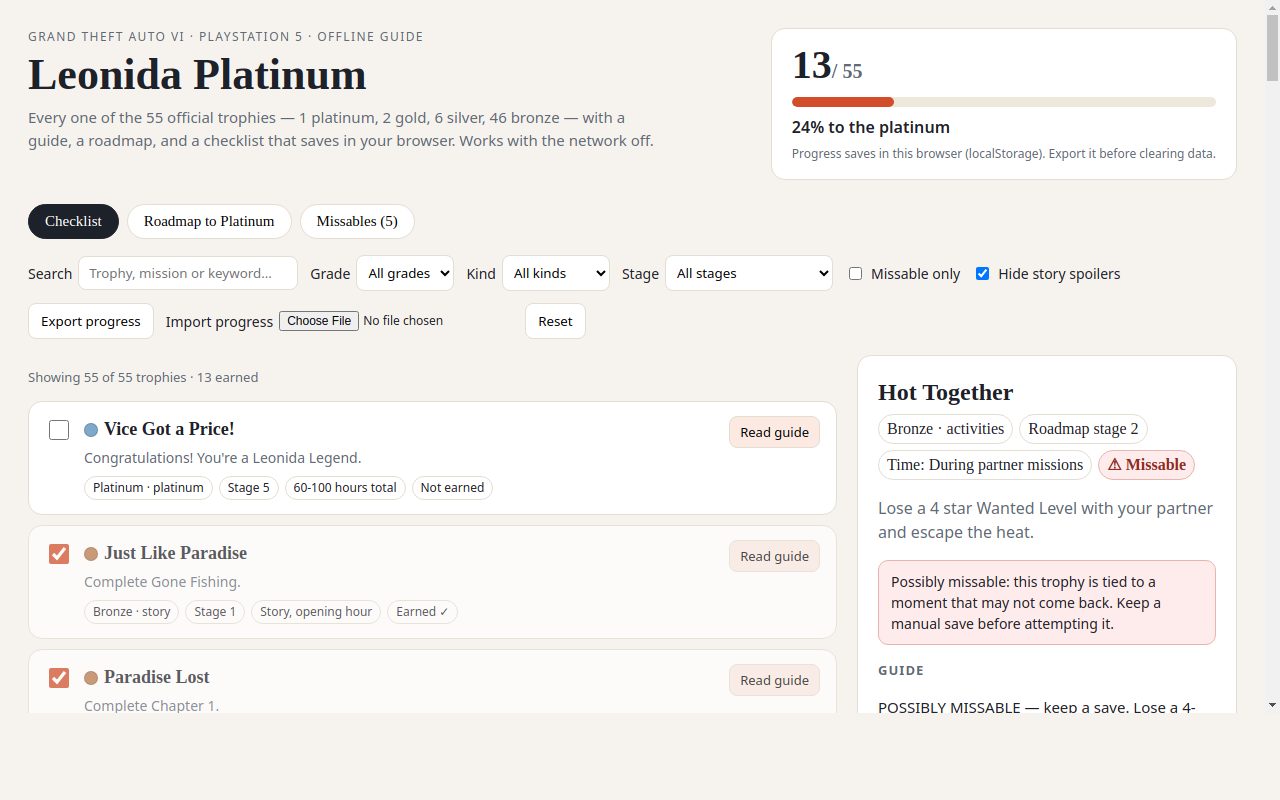 GRAND THEFT AUTO VI · PLAYSTATION 5 · OFFLINE GUIDE
Leonida Platinum
Every one of the 55 official trophies — 1 platinum, 2 gold, 6 silver, 46 bronze — with a
guide, a roadmap, and a checklist that saves in your browser. Works with the network off.
13/ 55
24% to the platinum
Progress saves in this browser (localStorage). Export it before clearing data.
Checklist
Roadmap to Platinum
Missables (5)
Search Trophy, mission or keyword... Grade All grades Kind All kinds Stage All stages Missable only Hide story spoilers
Export progress Import progress Choose File No file chosen Reset
Showing 55 of 55 trophies · 13 earned
Vice Got a Price!
Read guide
Congratulations! You're a Leonida Legend.
Platinum · platinum Stage 5 60-100 hours total Not earned
Just Like Paradise
Read guide
Complete Gone Fishing.
Bronze · story Stage 1 Story, opening hour Earned ✓
Paradise Lost
Read guide
Complete Chapter 1.
Hot Together
Bronze · activities Roadmap stage 2
Time: During partner missions ⚠ Missable
Lose a 4 star Wanted Level with your partner
and escape the heat.
Possibly missable: this trophy is tied to a
moment that may not come back. Keep a
manual save before attempting it.
GUIDE
POSSIBLY MISSABLE — keep a save. Lose a 4-